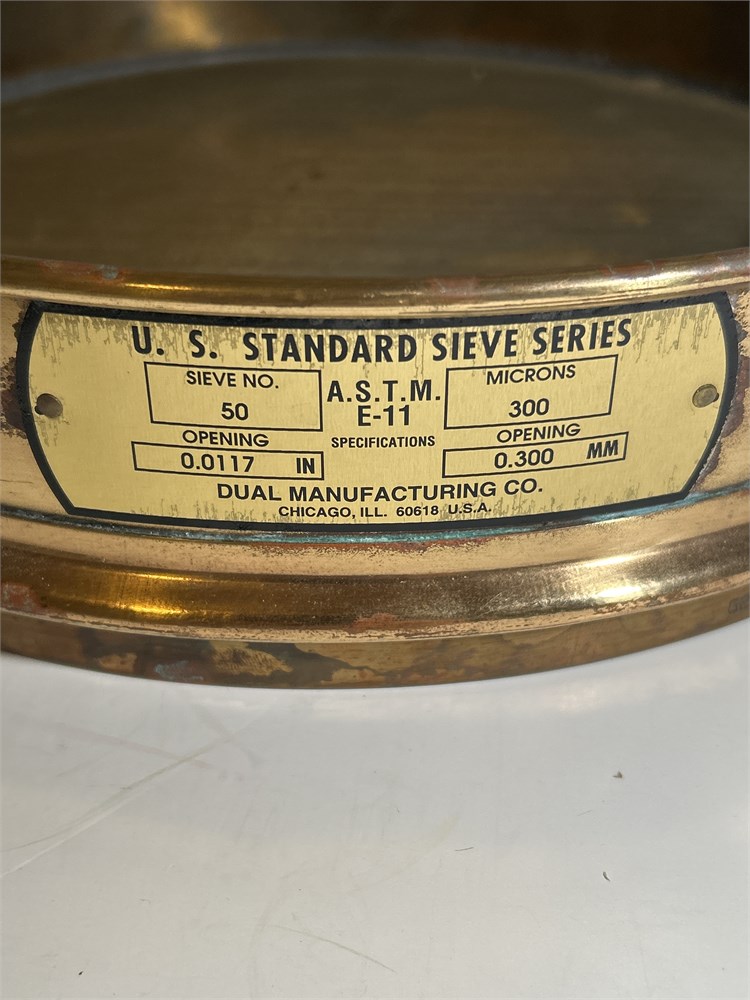 U. S. STANDARD SIEVE SERIES
SIEVE NO.
50
OPENING
0.0117 IN
A.S.T.M.
E-11
SPECIFICATIONS
MICRONS
300
OPENING
0.300 MM
DUAL MANUFACTURING CO.
CHICAGO, ILL. 60618 U.S.A.